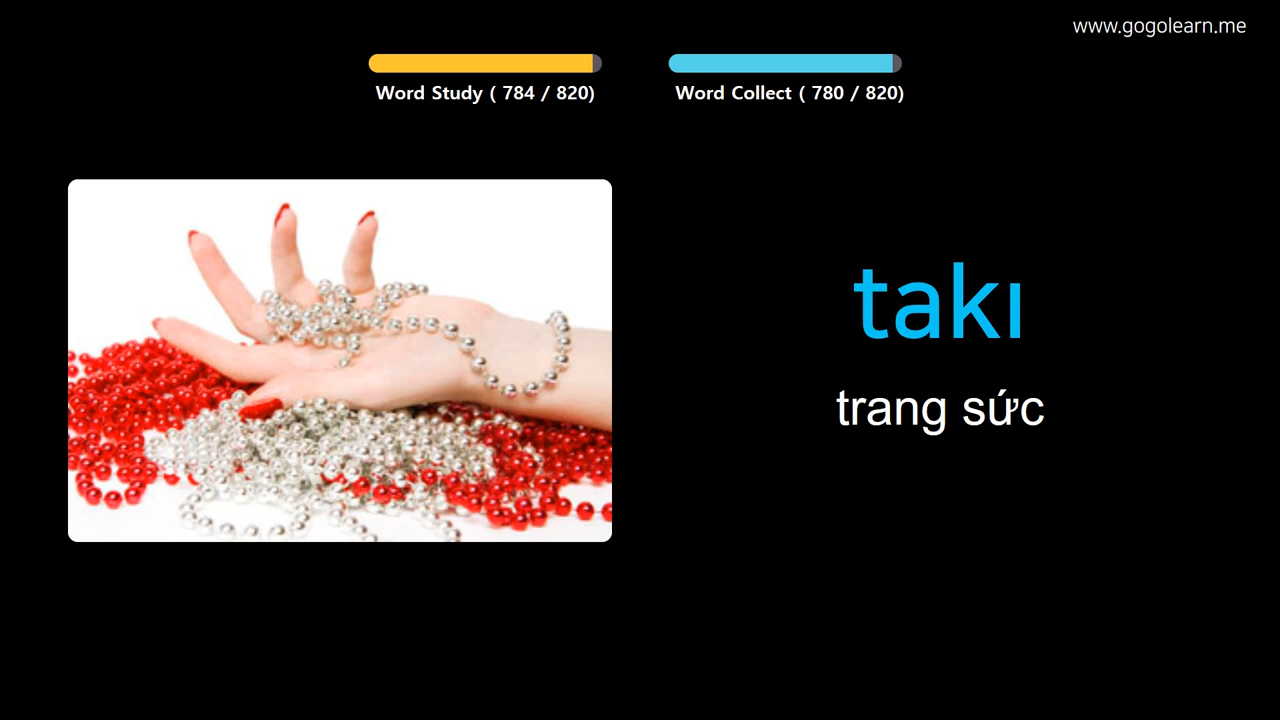 www.gogolearn.me
Word Study ( 784 / 820)
Word Collect ( 780 / 820)
takı
trang sức